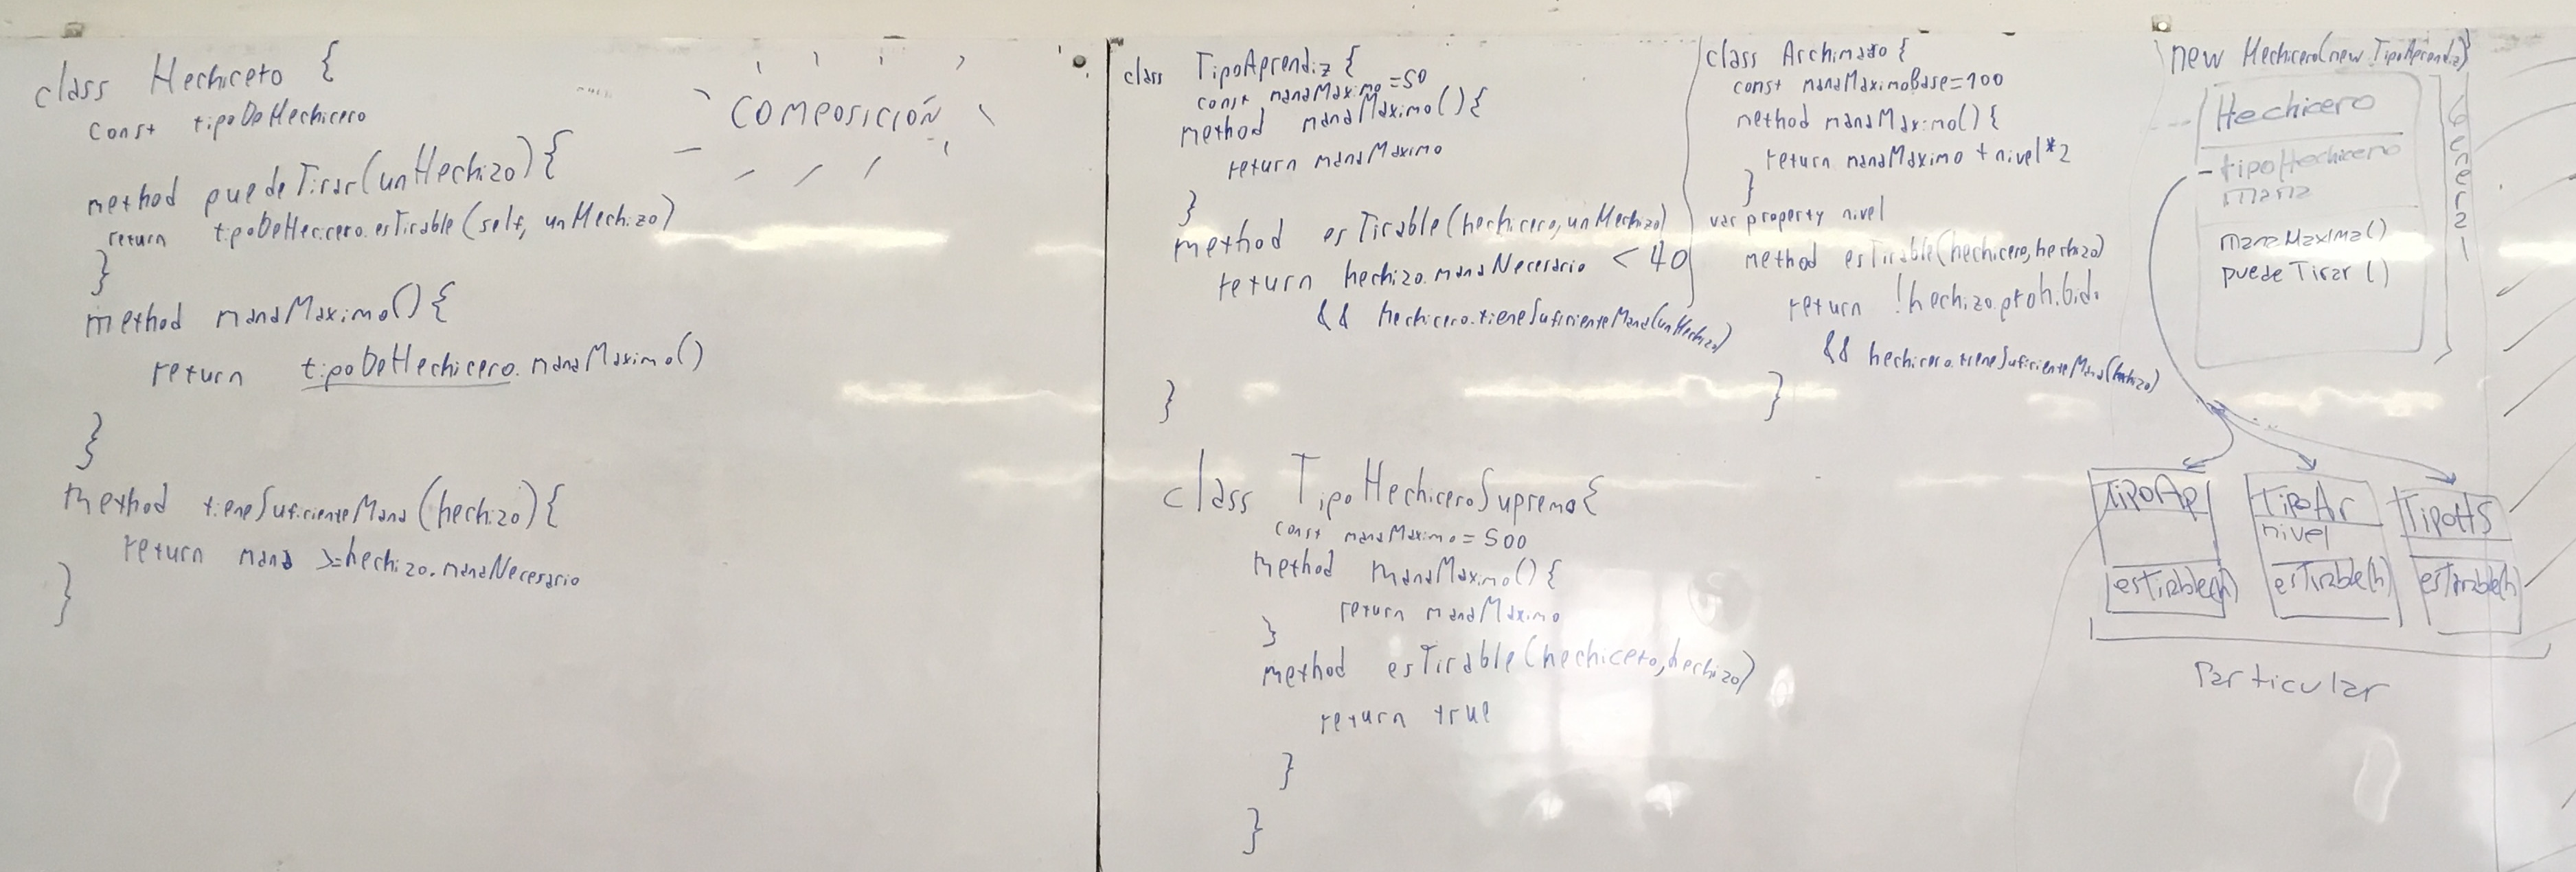 class Hechicero {
const tipoDeHechicero
method puedeTirar(unHechizo){
return tipoDeHechicero.esTirable(self, unHechizo)
}
method manaMaximo(){
return tipoDeHechicero.manaMaximo()
}
method tieneSuficienteMana(hechizo){
return mana >=hechizo.manaNecesario
}
COMPOSICIÓN
class TipoAprendiz {
const manaMaximo=50
method manaMaximo(){
return manaMaximo
}
method esTirable(hechicero,unHechizo)
return hechizo.manaNecesario < 40
&& hechicero.tieneSuficienteMana(unHechizo)
}
class TipoHechiceroSupremo{
const manaMaximo=500
method manaMaximo(){
return manaMaximo
}
method esTirable(hechicero,hechizo)
return true
}
}
class Archimago {
const manaMaximoBase=100
method manaMaximo(){
return manaMaximo + nivel*2
}
var property nivel
method esTirable(hechicero,hechizo)
return !hechizo.prohibido
&& hechicero.tieneSuficienteMana(hechizo)
}
new Hechicero(new TipoAprendiz)
Hechicero
- tipoHechicero
mana
manaMaxima()
puedeTirar()
General
TipoAp
esTirable(h)
TipoAr
nivel
esTirable(h)
TipoHS
esTirable(h)
Particular